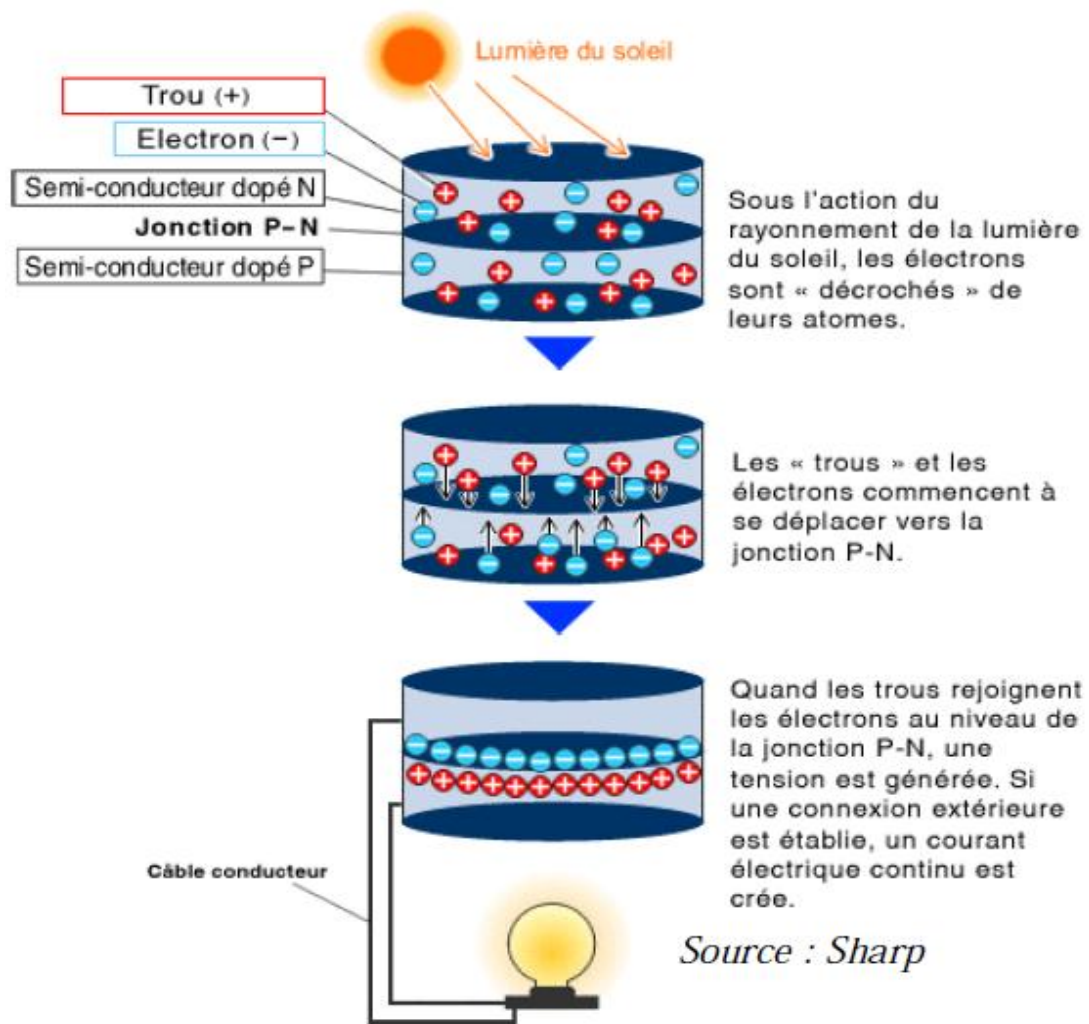 Lumière du soleil
Trou (+)
Electron (−)
Semi-conducteur dopé N
Jonction P-N
Semi-conducteur dopé P
Sous l'action du
rayonnement de la lumière
du soleil, les électrons
sont « décrochés » de
leurs atomes.
Les « trous » et les
électrons commencent à
se déplacer vers la
jonction P-N.
Quand les trous rejoignent
les électrons au niveau de
la jonction P-N, une
tension est générée. Si
une connexion extérieure
est établie, un courant
électrique continu est
crée.
Câble conducteur
Source : Sharp